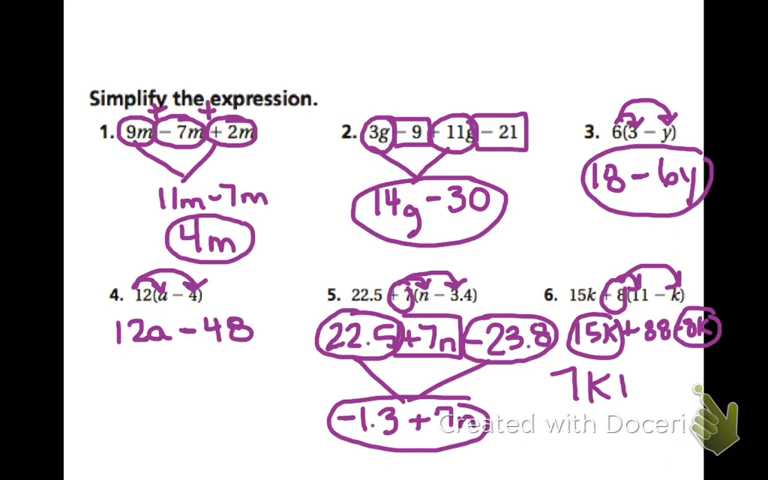 Simplify the expression.
1. 9m − 7m + 2m
11m - 7m
4m
2. 3g − 9 + 11g − 21
14g - 30
3. 6(3 − y)
18 - 6y
4. 12(a − 4)
12a - 48
5. 22.5 + 7(n − 3.4)
22.5 + 7n - 23.8
-1.3 + 7n
6. 15k + 8(11 − k)
15k + 88 - 8k
7k
Created with Doceri